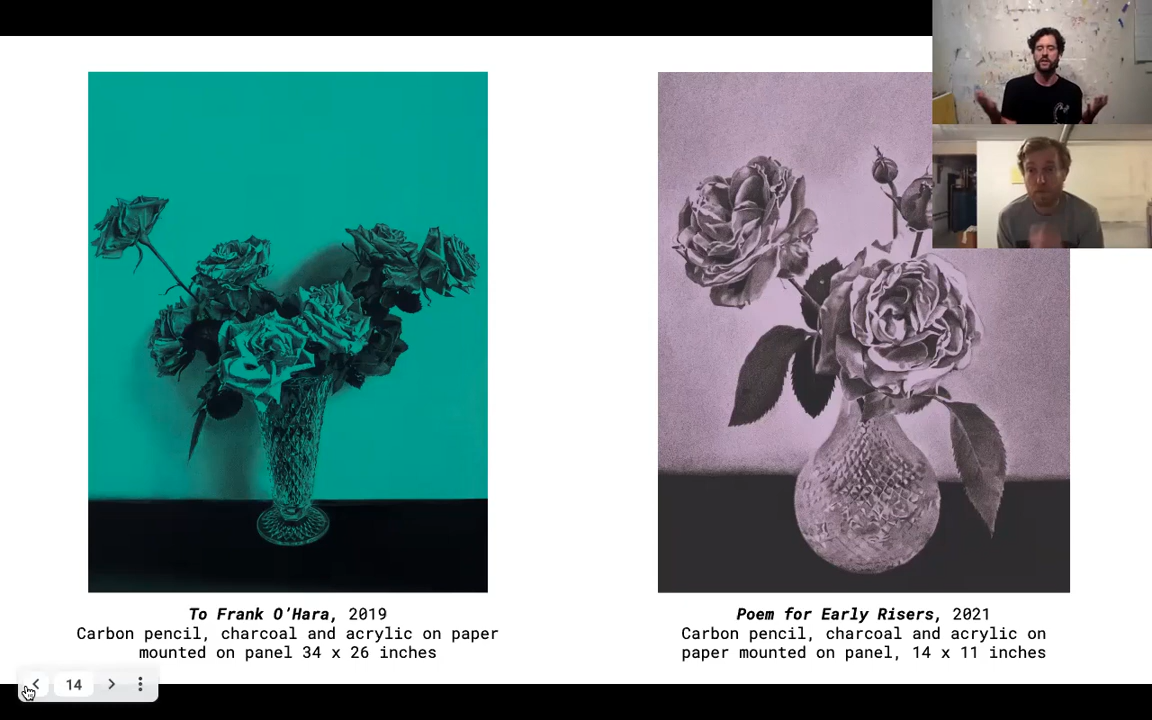 To Frank O'Hara, 2019
Carbon pencil, charcoal and acrylic on paper
mounted on panel 34 x 26 inches
Poem for Early Risers, 2021
Carbon pencil, charcoal and acrylic on
paper mounted on panel, 14 x 11 inches
14